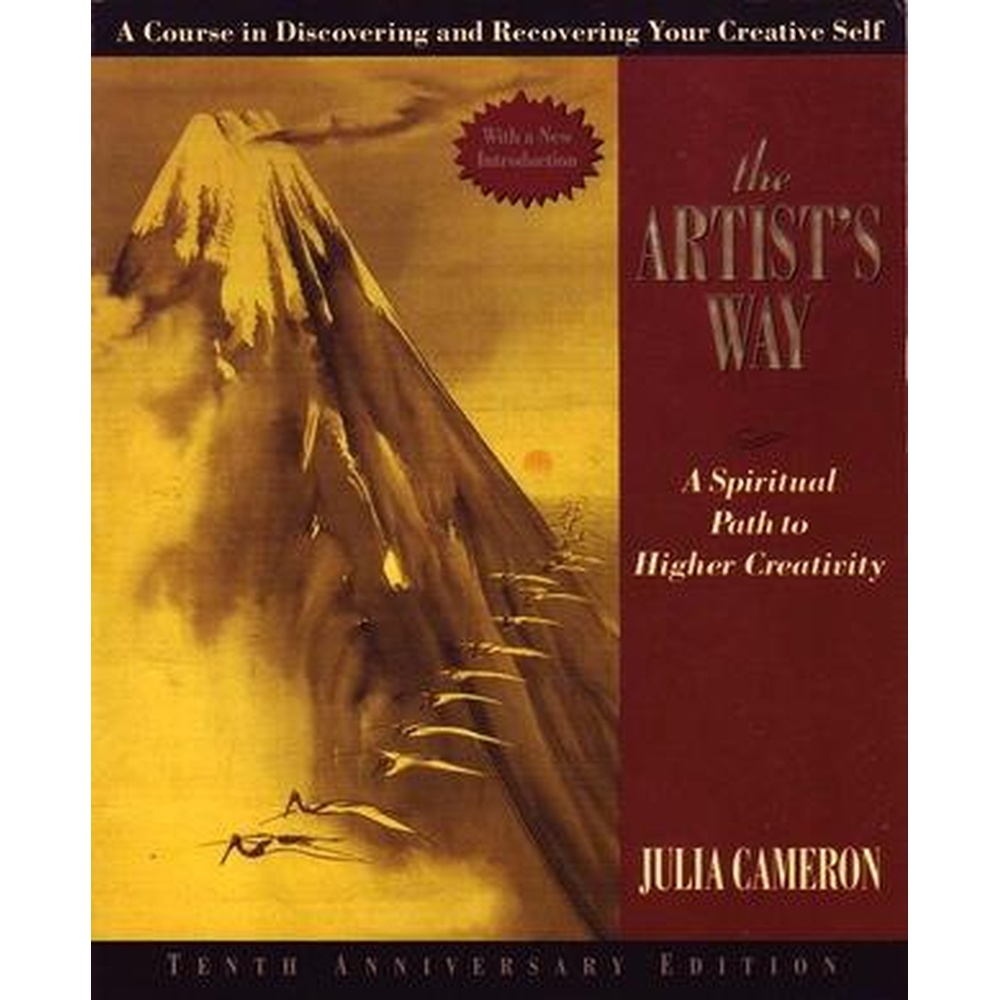 A Course in Discovering and Recovering Your Creative Self
With a New
Introduction
the
ARTIST'S
WAY
A Spiritual
Path to
Higher Creativity
JULIA CAMERON
TENTH ANNIVERSARY EDITION